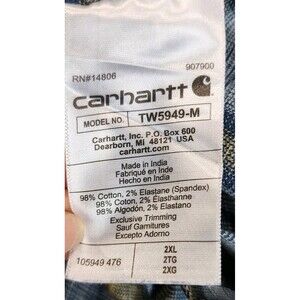 RN#14806 907900
carhartt
MODEL NO. TW5949-M
Carhartt, Inc. P.O. Box 600
Dearborn, MI 48121 USA
carhartt.com
Made in India
Fabriqué en Inde
Hecho en India
98% Cotton, 2% Elastane (Spandex)
98% Coton, 2% Élasthanne
98% Algodón, 2% Elastano
Exclusive Trimming
Sauf Garnitures
Excepto Adorno
2XL
105949 476 2TG
2XG